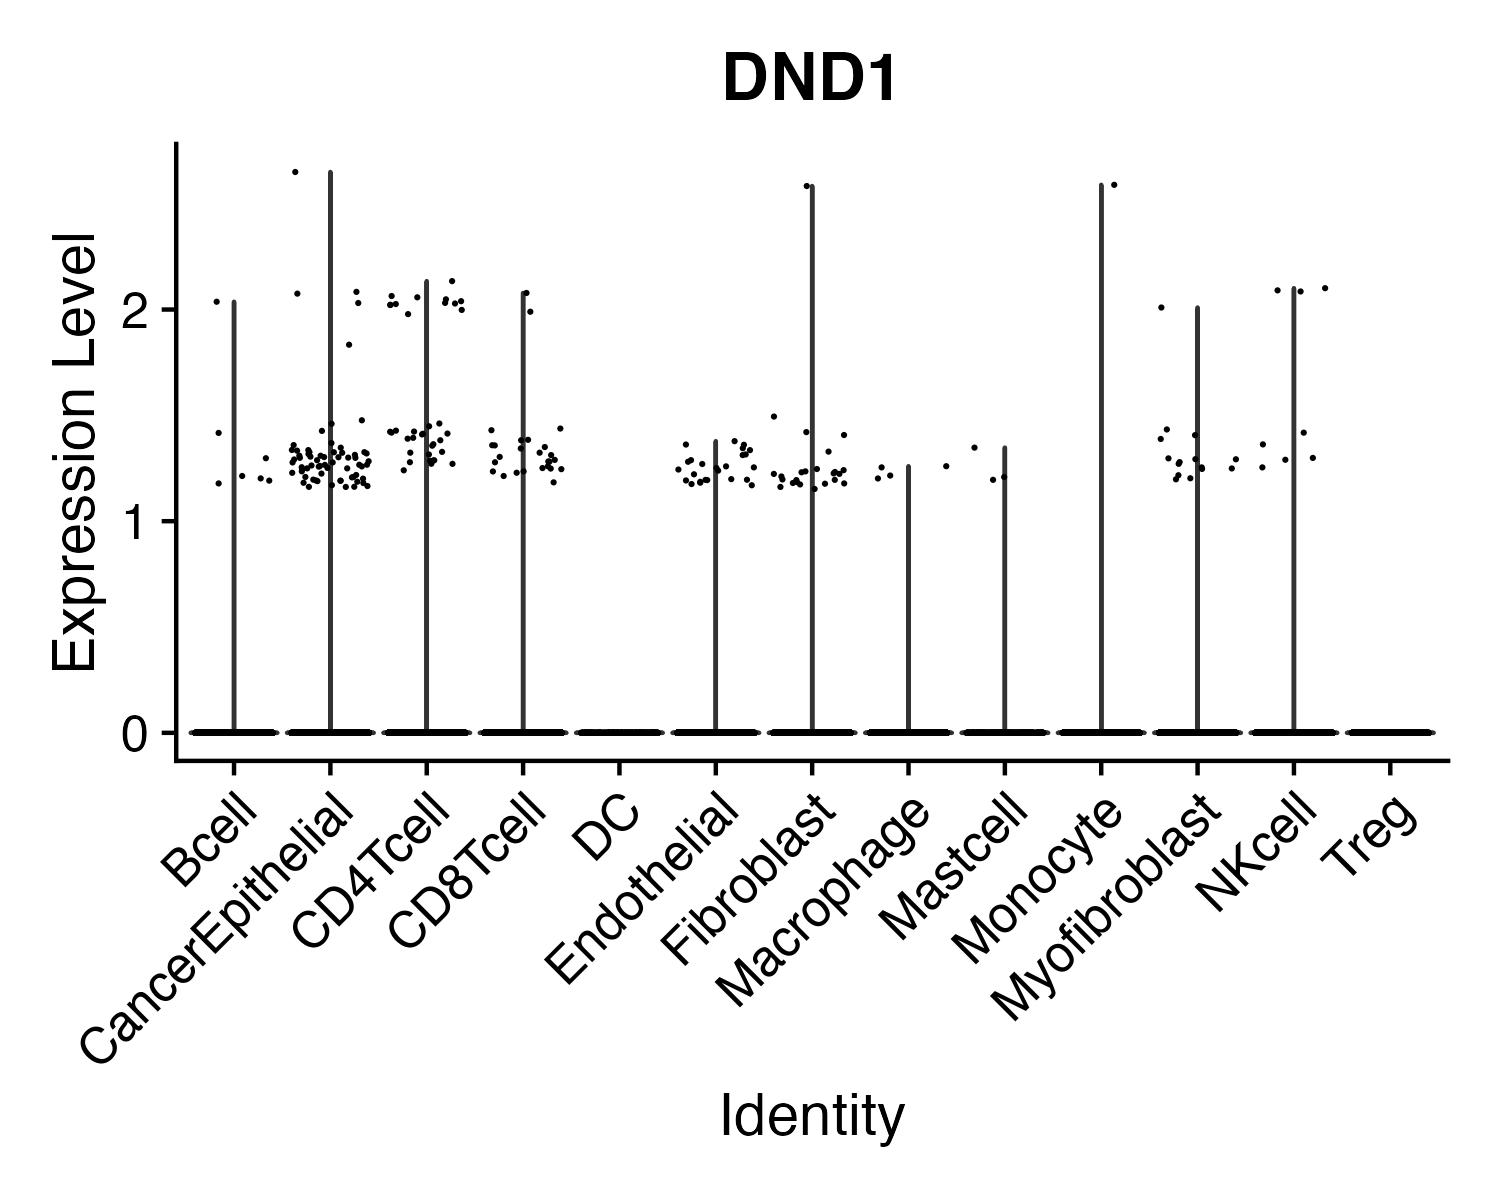 DND1
Expression Level
2
1
0
Bcell
CancerEpithelial
CD4Tcell
CD8Tcell
DC
Endothelial
Fibroblast
Macrophage
Mastcell
Monocyte
Myofibroblast
NKcell
Treg
Identity